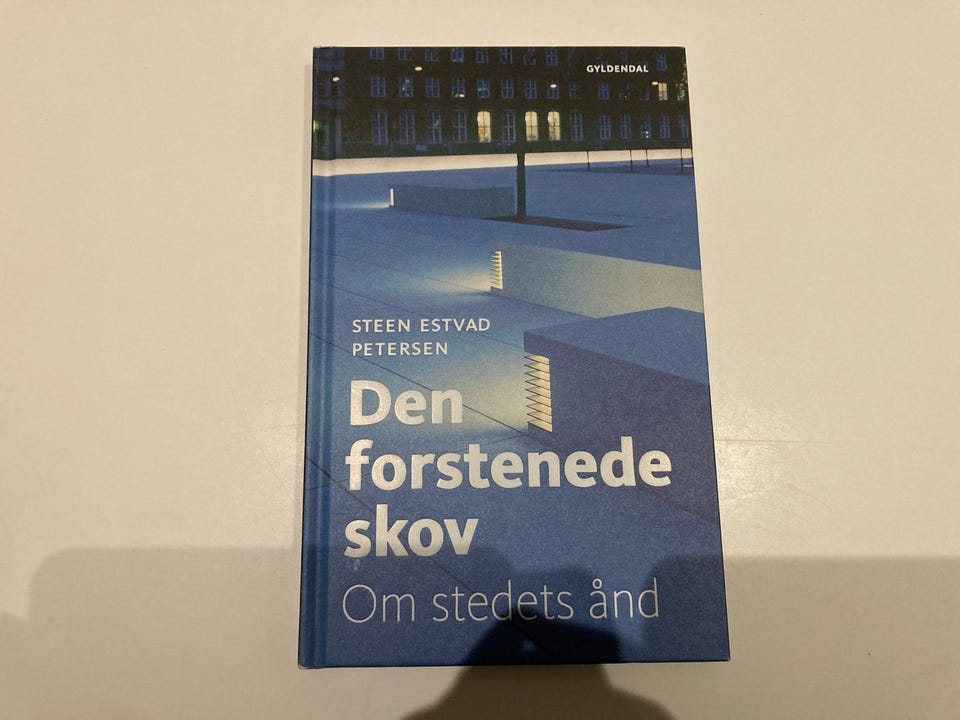 GYLDENDAL
STEEN ESTVAD
PETERSEN
Den
forstenede
skov
Om stedets ånd